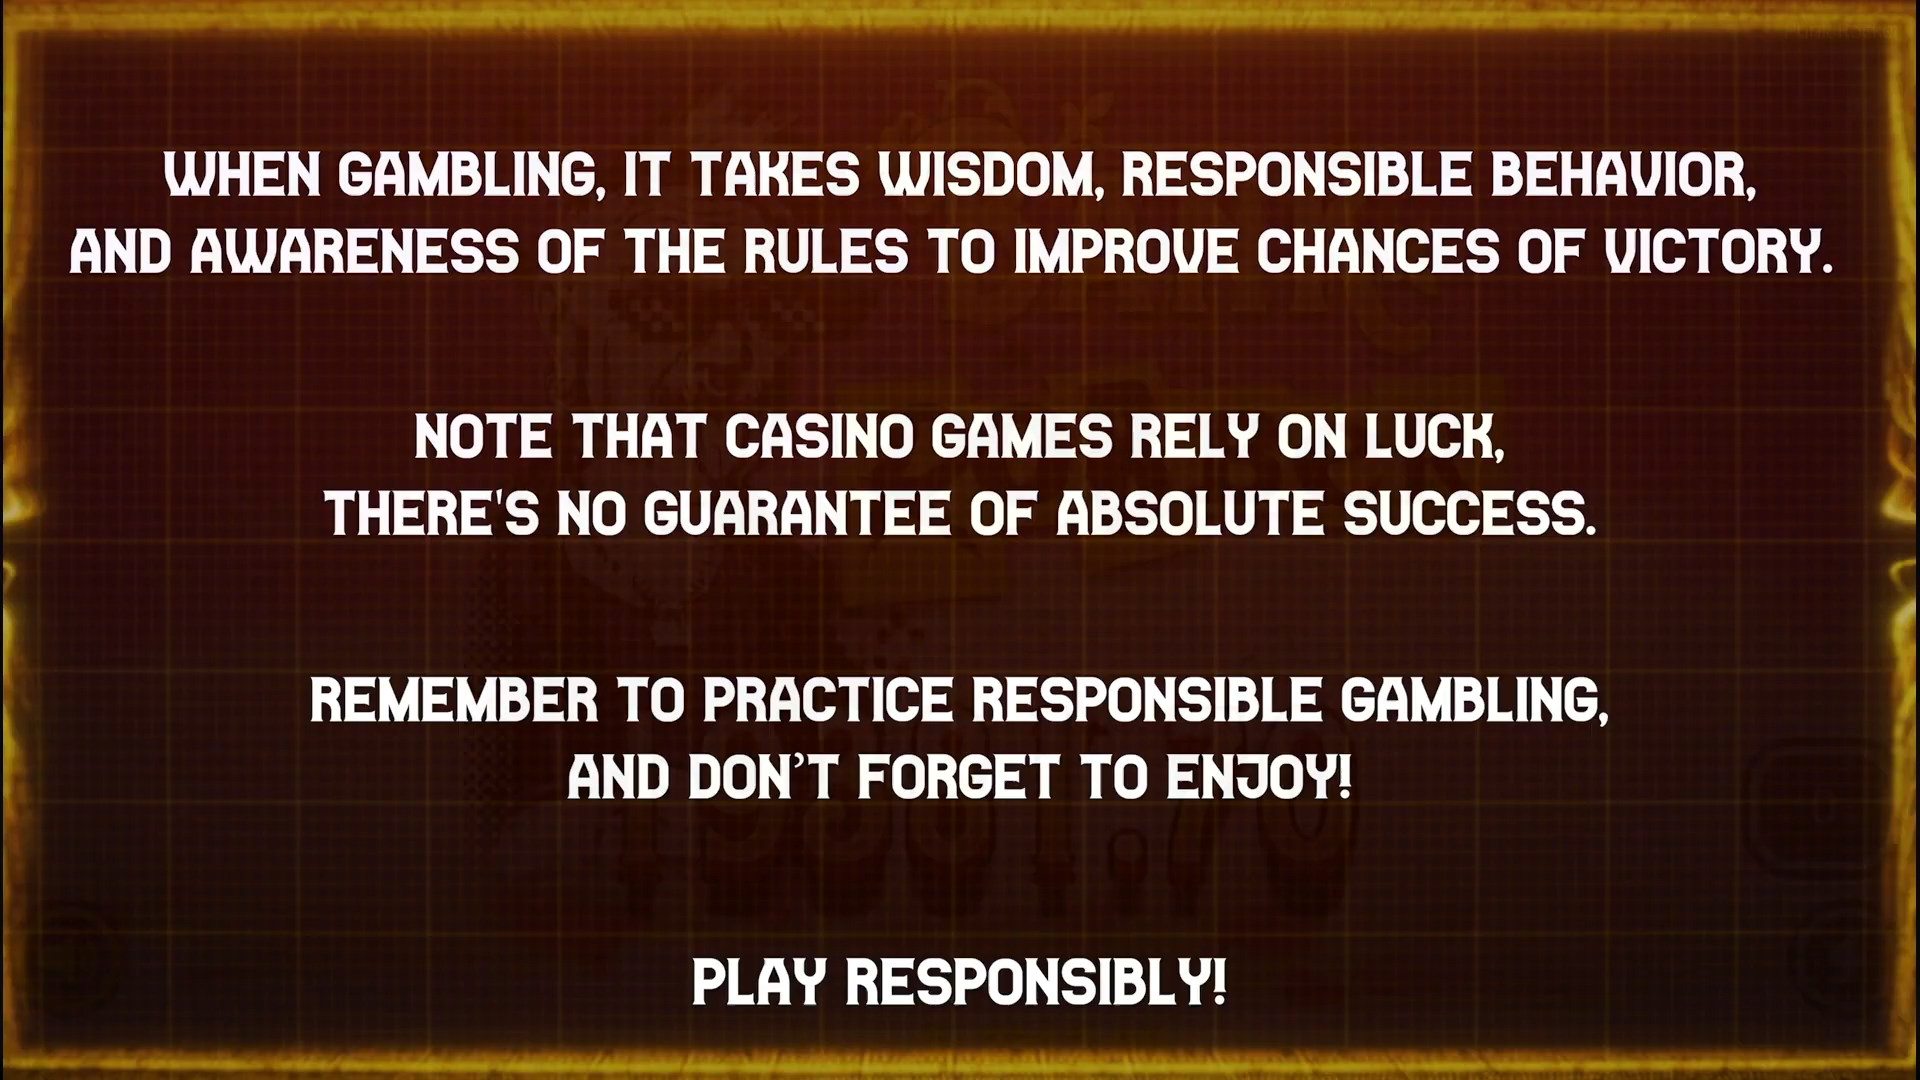 WHEN GAMBLING, IT TAKES WISDOM, RESPONSIBLE BEHAVIOR,
AND AWARENESS OF THE RULES TO IMPROVE CHANCES OF VICTORY.
NOTE THAT CASINO GAMES RELY ON LUCK,
THERE'S NO GUARANTEE OF ABSOLUTE SUCCESS.
REMEMBER TO PRACTICE RESPONSIBLE GAMBLING,
AND DON’T FORGET TO ENJOY!
PLAY RESPONSIBLY!